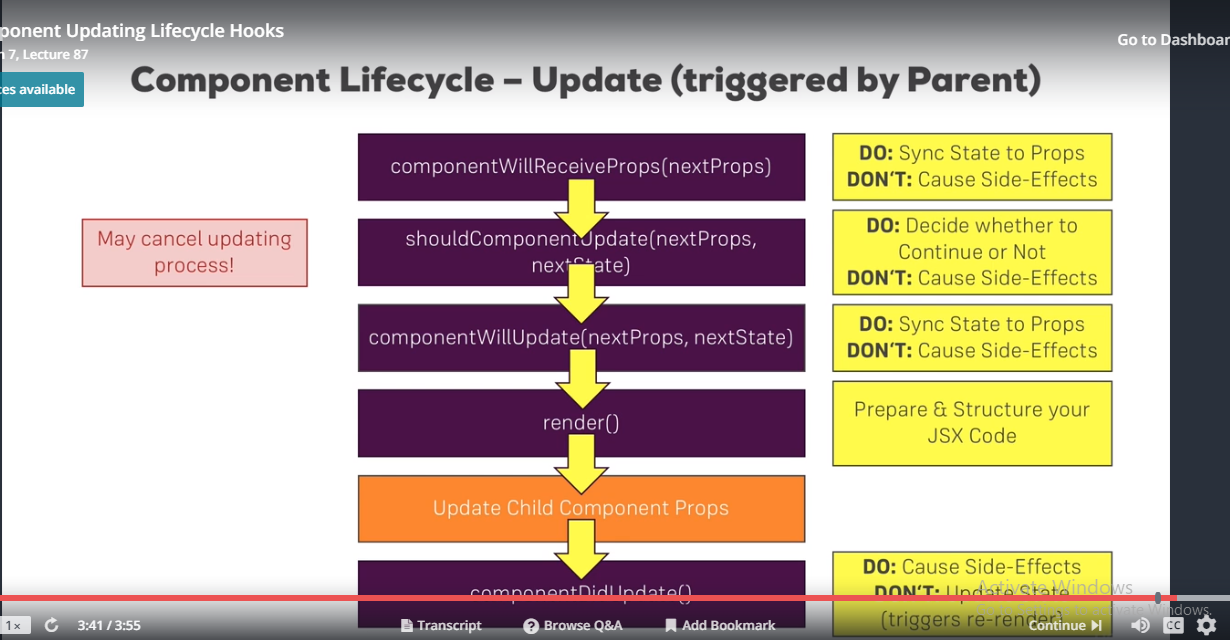 ponent Updating Lifecycle Hooks
n 7, Lecture 87
Go to Dashboar
ces available
Component Lifecycle – Update (triggered by Parent)
componentWillReceiveProps(nextProps)
DO: Sync State to Props
DON'T: Cause Side-Effects
May cancel updating
process!
shouldComponentUpdate(nextProps,
nextState)
DO: Decide whether to
Continue or Not
DON'T: Cause Side-Effects
componentWillUpdate(nextProps, nextState)
DO: Sync State to Props
DON'T: Cause Side-Effects
render()
Prepare & Structure your
JSX Code
Update Child Component Props
componentDidUpdate()
DO: Cause Side-Effects
DON'T: Update State
(triggers re-render)
Activate Windows
Go to Settings to activate Windows.
1x
3:41 / 3:55
Transcript
? Browse Q&A
Add Bookmark
Continue
CC